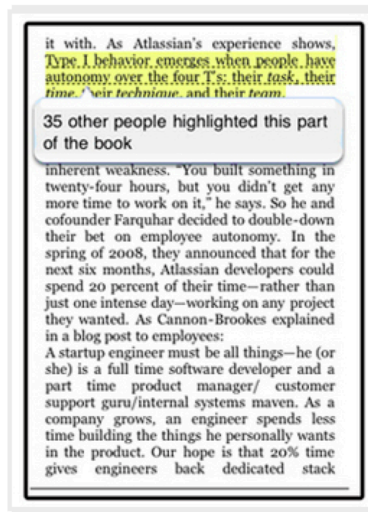 it with. As Atlassian's experience shows,
Type I behavior emerges when people have
autonomy over the four T's: their task, their
time, their technique, and their team.
35 other people highlighted this part
of the book
inherent weakness. "You built something in
twenty-four hours, but you didn't get any
more time to work on it," he says. So he and
cofounder Farquhar decided to double-down
their bet on employee autonomy. In the
spring of 2008, they announced that for the
next six months, Atlassian developers could
spend 20 percent of their time—rather than
just one intense day—working on any project
they wanted. As Cannon-Brookes explained
in a blog post to employees:
A startup engineer must be all things—he (or
she) is a full time software developer and a
part time product manager/ customer
support guru/internal systems maven. As a
company grows, an engineer spends less
time building the things he personally wants
in the product. Our hope is that 20% time
gives engineers back dedicated stack